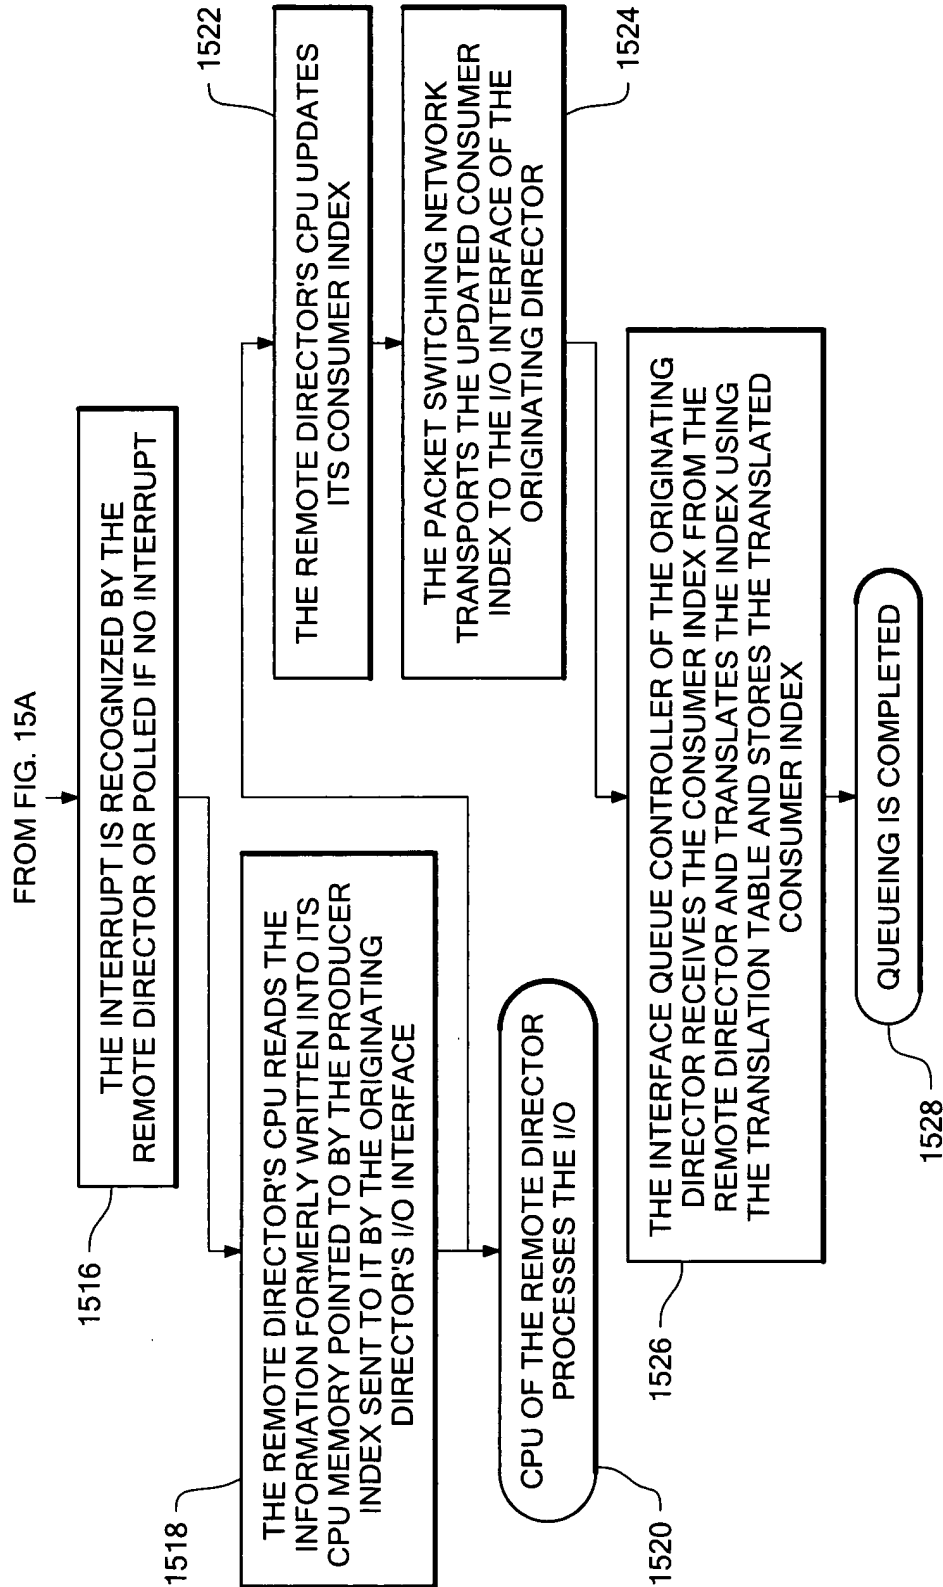 FROM FIG. 15A
THE INTERRUPT IS RECOGNIZED BY THE
REMOTE DIRECTOR OR POLLED IF NO INTERRUPT
1516
THE REMOTE DIRECTOR'S CPU READS THE
INFORMATION FORMERLY WRITTEN INTO ITS
CPU MEMORY POINTED TO BY THE PRODUCER
INDEX SENT TO IT BY THE ORIGINATING
DIRECTOR'S I/O INTERFACE
1518
CPU OF THE REMOTE DIRECTOR
PROCESSES THE I/O
1520
THE REMOTE DIRECTOR'S CPU UPDATES
ITS CONSUMER INDEX
1522
THE PACKET SWITCHING NETWORK
TRANSPORTS THE UPDATED CONSUMER
INDEX TO THE I/O INTERFACE OF THE
ORIGINATING DIRECTOR
1524
THE INTERFACE QUEUE CONTROLLER OF THE ORIGINATING
DIRECTOR RECEIVES THE CONSUMER INDEX FROM THE
REMOTE DIRECTOR AND TRANSLATES THE INDEX USING
THE TRANSLATION TABLE AND STORES THE TRANSLATED
CONSUMER INDEX
1526
QUEUEING IS COMPLETED
1528